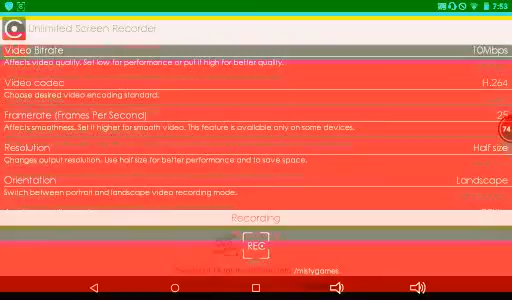 7:53
Unlimited Screen Recorder
Video Bitrate 10Mbps
Affects video quality. Set low for performance or put it high for better quality.
Video codec H.264
Choose desired video encoding standard.
Framerate (Frames Per Second) 25
Affects smoothness. Set it higher for smooth video. This feature is available only on some devices.
74
Resolution Half size
Changes output resolution. Use half size for better performance and to save space.
Orientation Landscape
Switch between portrait and landscape video recording mode.
Recording
REC
/mistygames